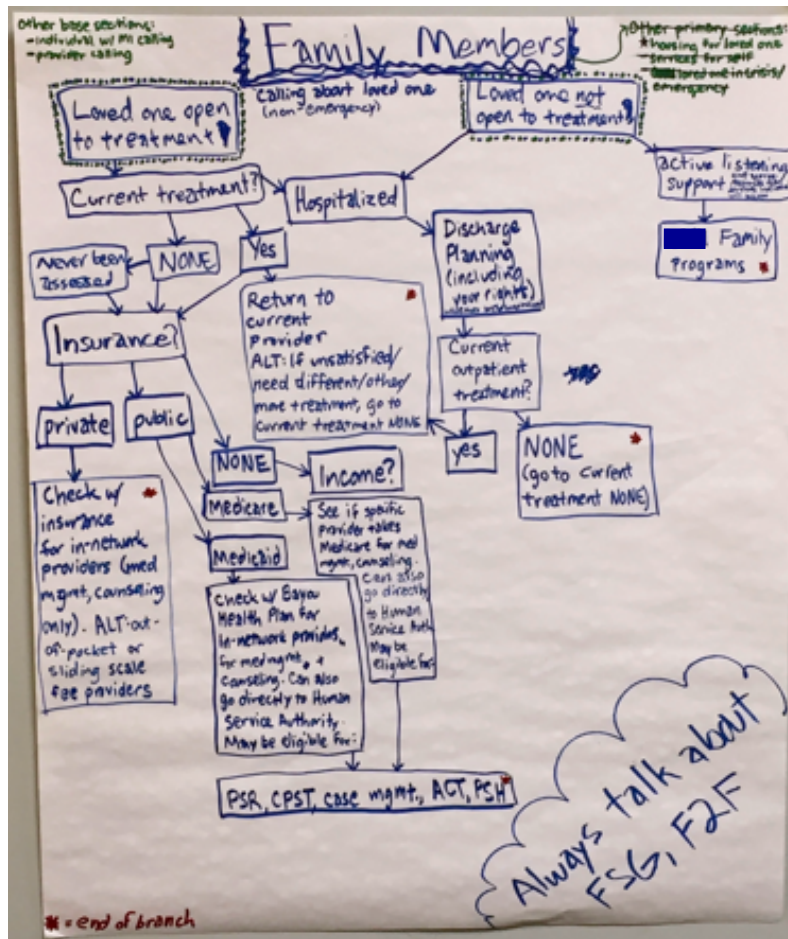 Other base sections:
- individual w/ MI calling
- provider calling
Family Members
calling about loved one
(non-emergency)
Other primary sections:
* housing for loved one
services for self
loved one in crisis/
emergency
Loved one open
to treatment
Loved one not
open to treatment
Current treatment?
Hospitalized
active listening
support
Family
Programs *
Never been
assessed
NONE
Yes
Discharge
Planning
(including
your rights)
Return to *
current
Provider
ALT: If unsatisfied/
need different/other/
more treatment, go to
current treatment NONE
Insurance?
Current
outpatient
treatment?
private
public
yes
NONE *
(go to current
treatment NONE)
NONE
Income?
Medicare
Medicaid
Check w/ *
insurance
for in-network
providers (med
mgmt, counseling
only). ALT-out-
of-pocket or
sliding scale
fee providers
See if specific
Provider takes
Medicare for med
mgmt, counseling.
Can also
go directly
to Human
Service Auth.
May be
eligible for:
Check w/ Bayou
Health Plan for
in-network provides,
for med mgmt. +
counseling. Can also
go directly to Human
Service Authority.
May be eligible for:
PSR, CPST, case mgmt., ACT, PSH *
Always talk about
FSG, F2F
* = end of branch